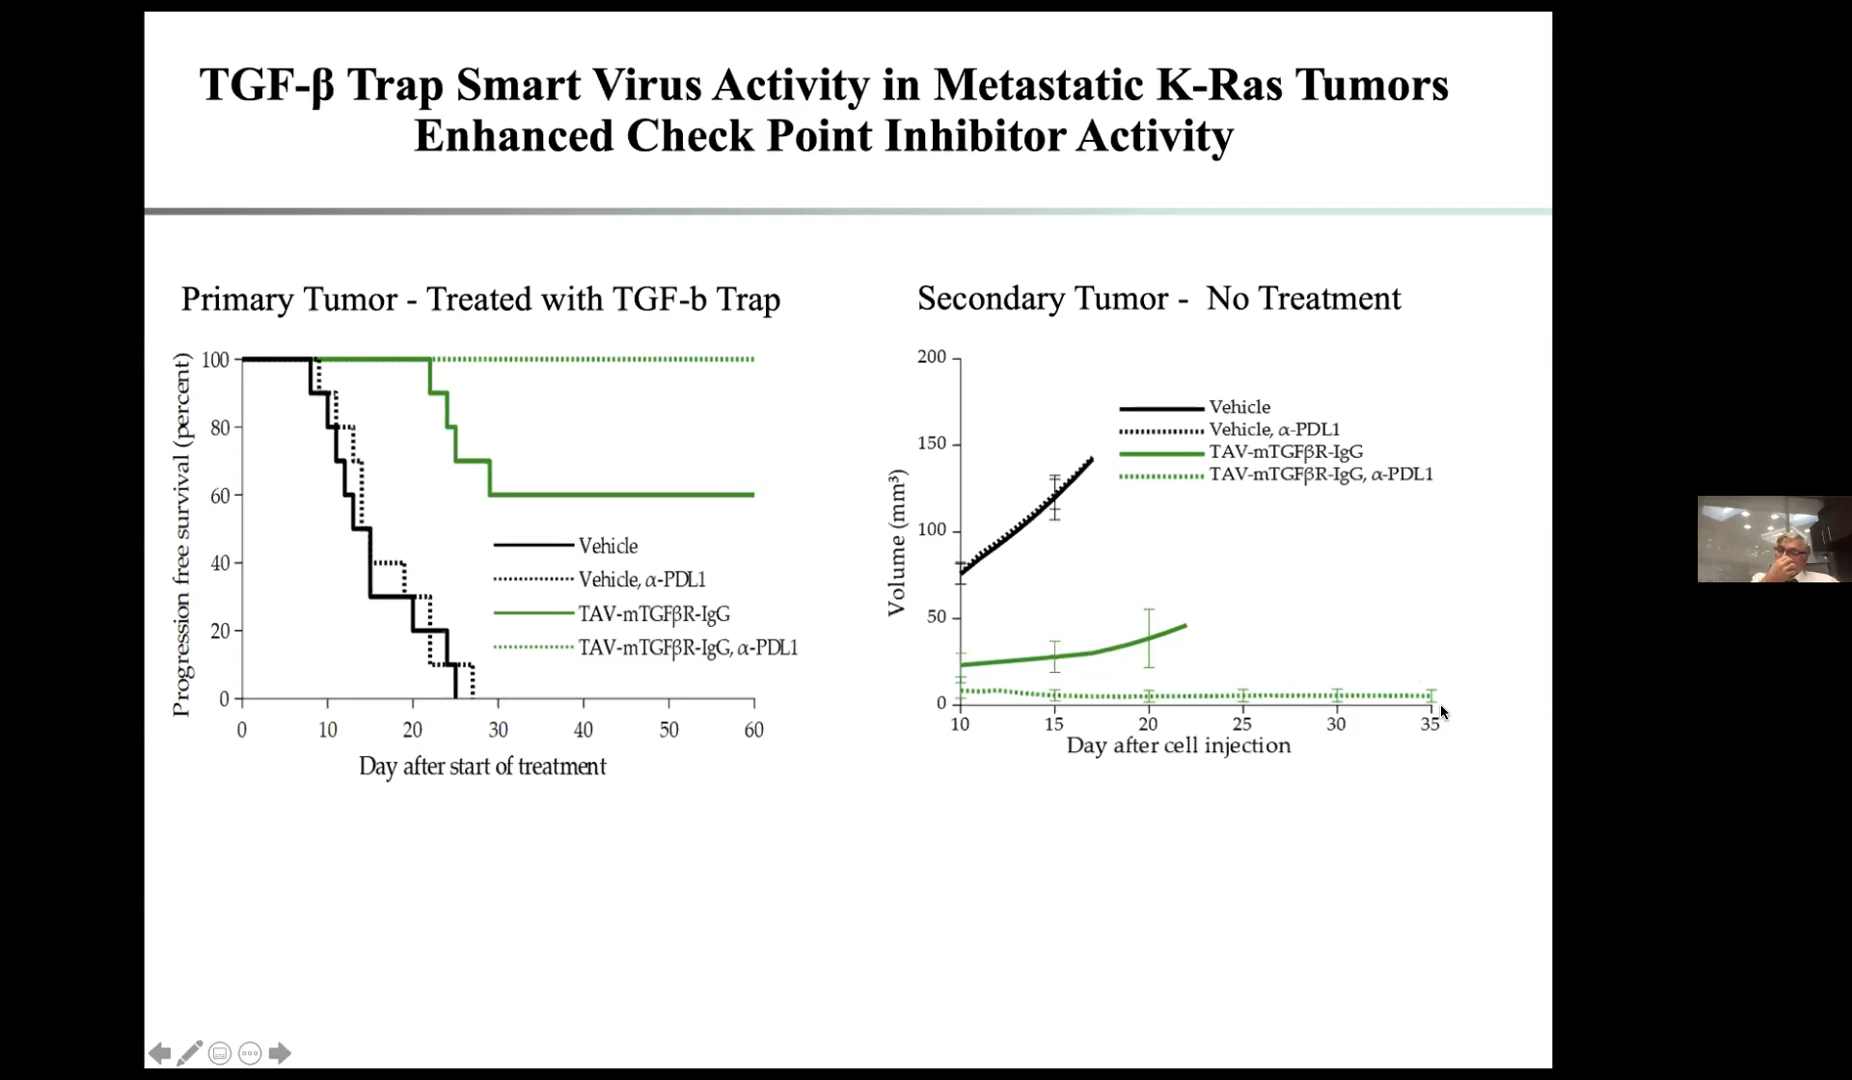 TGF-β Trap Smart Virus Activity in Metastatic K-Ras Tumors
Enhanced Check Point Inhibitor Activity
Primary Tumor - Treated with TGF-b Trap
Progression free survival (percent)
100
80
60
40
20
0
0 10 20 30 40 50 60
Day after start of treatment
Vehicle
Vehicle, α-PDL1
TAV-mTGFβR-IgG
TAV-mTGFβR-IgG, α-PDL1
Secondary Tumor - No Treatment
Volume (mm³)
200
150
100
50
0
10 15 20 25 30 35
Day after cell injection
Vehicle
Vehicle, α-PDL1
TAV-mTGFβR-IgG
TAV-mTGFβR-IgG, α-PDL1